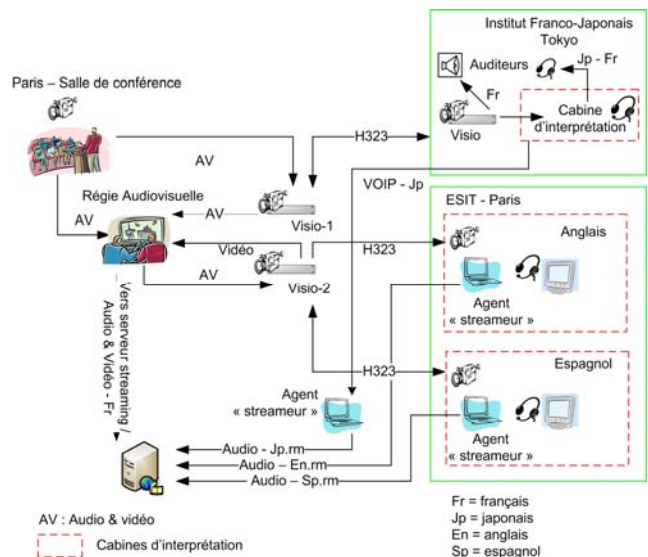 Institut Franco-Japonais
Tokyo
Paris – Salle de conférence
Auditeurs
Jp - Fr
Fr
Cabine
d'interprétation
Visio
AV
H323
VOIP - Jp
Régie Audiovisuelle
AV
AV
Visio-1
ESIT - Paris
Vidéo
H323
Anglais
AV
Visio-2
Agent
« streameur »
Vers serveur streaming /
Audio & Vidéo - Fr
H323
Espagnol
Agent
« streameur »
Agent
« streameur »
Audio - Jp.rm
Audio – En.rm
Audio – Sp.rm
Fr = français
Jp = japonais
En = anglais
Sp = espagnol
AV : Audio & vidéo
Cabines d'interprétation